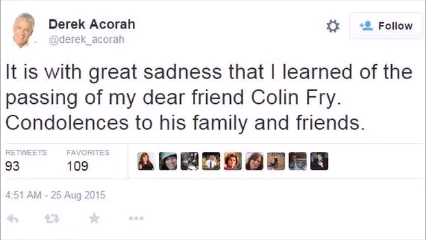 Derek Acorah
@derek_acorah
Follow
It is with great sadness that I learned of the
passing of my dear friend Colin Fry.
Condolences to his family and friends.
RETWEETS FAVORITES
93 109
4:51 AM - 25 Aug 2015